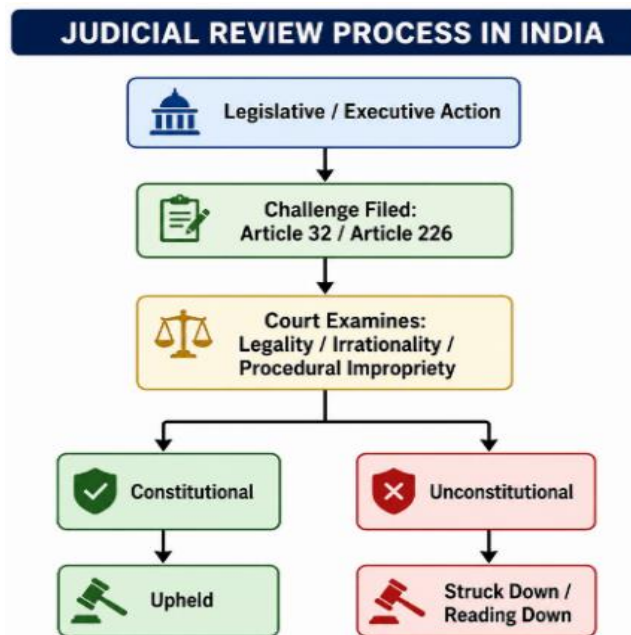 JUDICIAL REVIEW PROCESS IN INDIA
Legislative / Executive Action
Challenge Filed:
Article 32 / Article 226
Court Examines:
Legality / Irrationality /
Procedural Impropriety
Constitutional
Unconstitutional
Upheld
Struck Down /
Reading Down